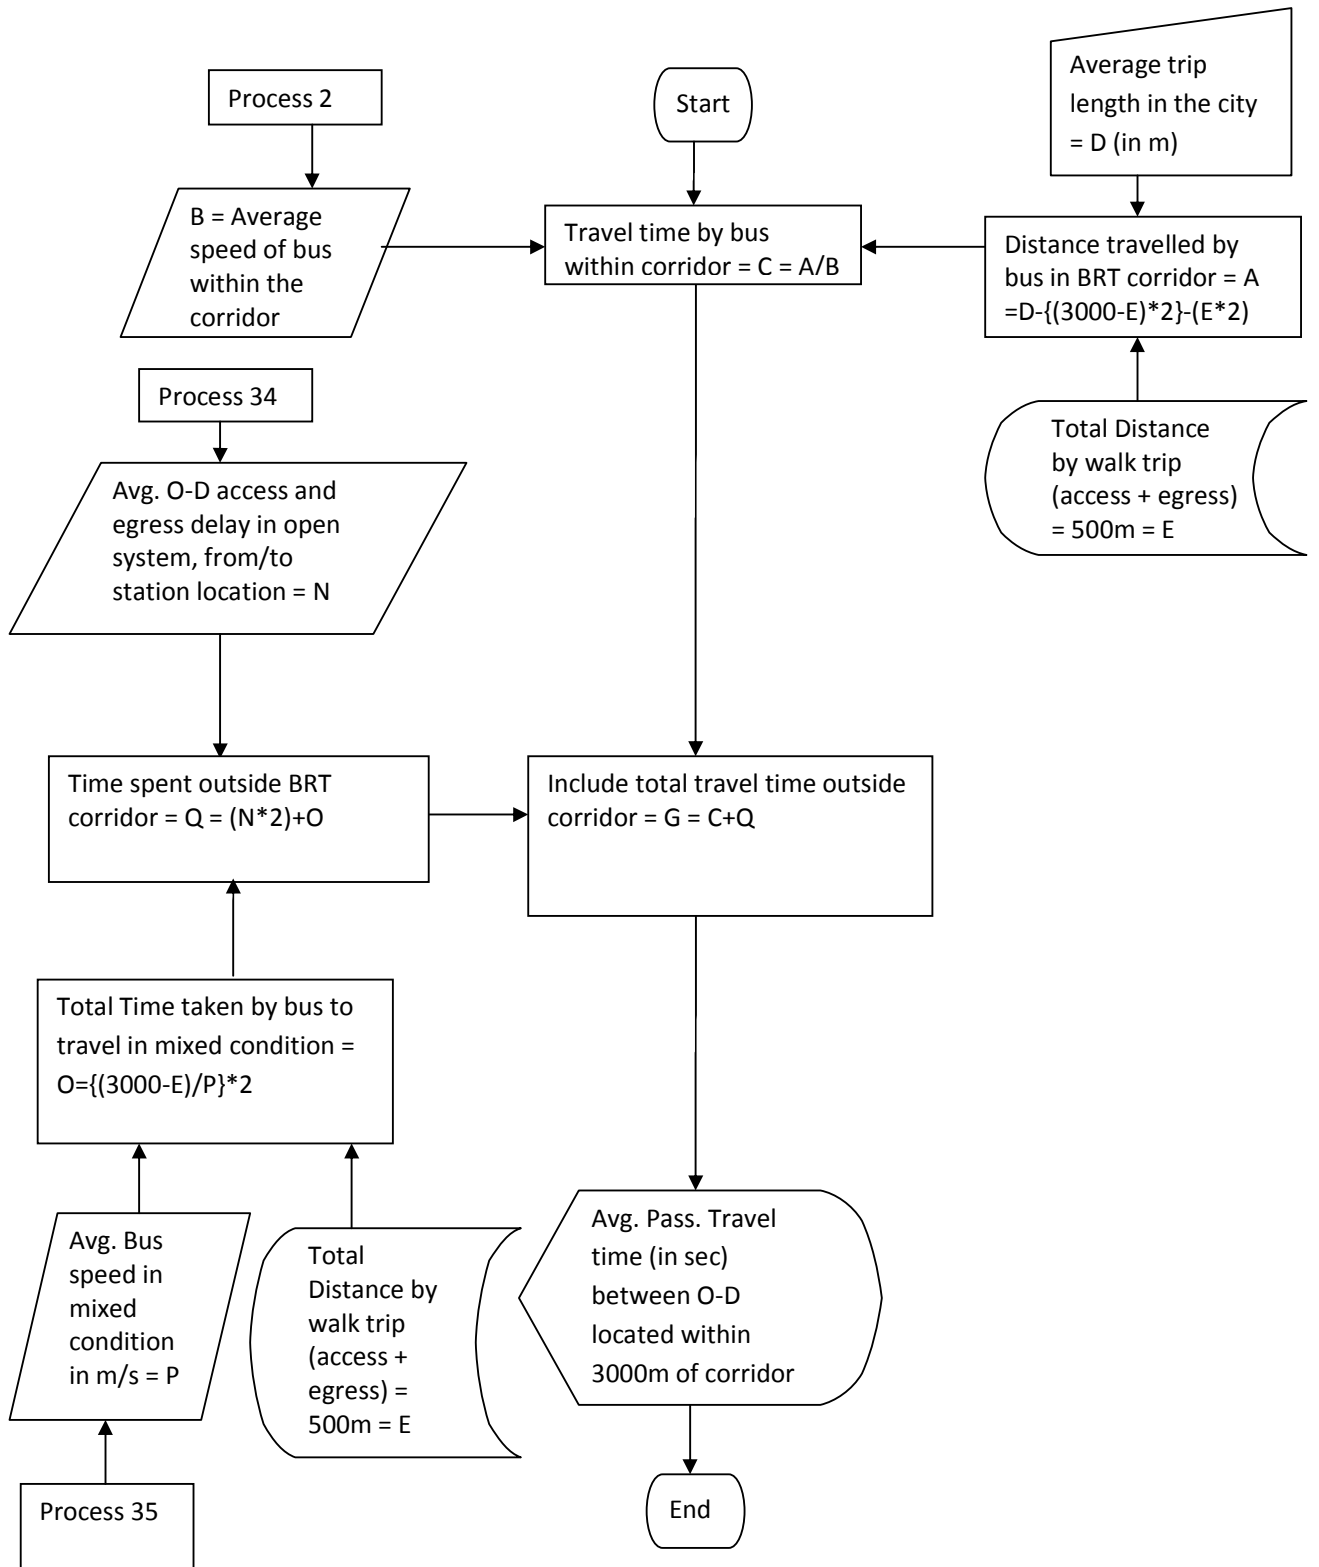 Process 2
Start
Average trip
length in the city
= D (in m)
B = Average
speed of bus
within the
corridor
Travel time by bus
within corridor = C = A/B
Distance travelled by
bus in BRT corridor = A
=D-{(3000-E)*2}-(E*2)
Process 34
Total Distance
by walk trip
(access + egress)
= 500m = E
Avg. O-D access and
egress delay in open
system, from/to
station location = N
Time spent outside BRT
corridor = Q = (N*2)+O
Include total travel time outside
corridor = G = C+Q
Total Time taken by bus to
travel in mixed condition =
O={(3000-E)/P}*2
Avg. Bus
speed in
mixed
condition
in m/s = P
Total
Distance by
walk trip
(access +
egress) =
500m = E
Avg. Pass. Travel
time (in sec)
between O-D
located within
3000m of corridor
Process 35
End